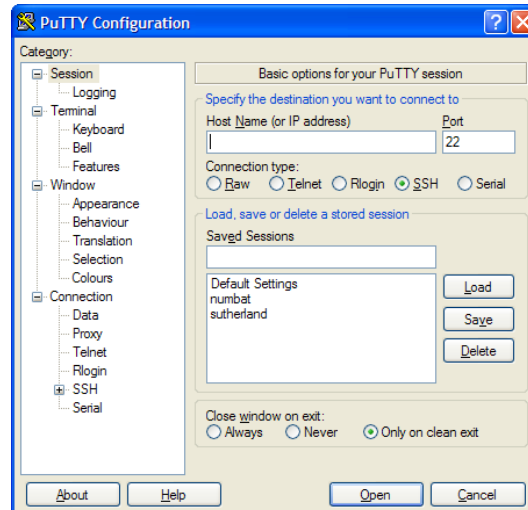 PuTTY Configuration
Category:
Session
Logging
Terminal
Keyboard
Bell
Features
Window
Appearance
Behaviour
Translation
Selection
Colours
Connection
Data
Proxy
Telnet
Rlogin
SSH
Serial
Basic options for your PuTTY session
Specify the destination you want to connect to
Host Name (or IP address) Port
22
Connection type:
Raw Telnet Rlogin SSH Serial
Load, save or delete a stored session
Saved Sessions
Default Settings
numbat
sutherland
Load
Save
Delete
Close window on exit:
Always Never Only on clean exit
About Help Open Cancel